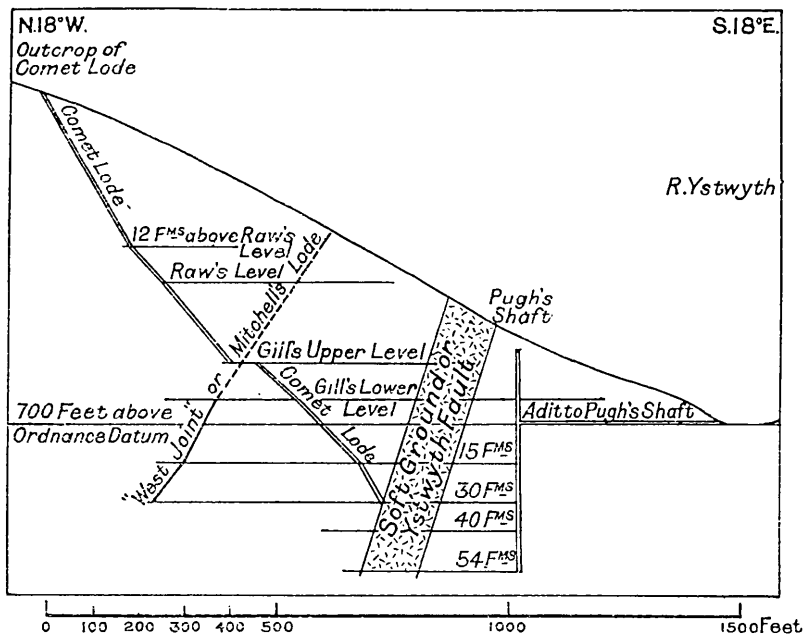 N.18°W.
S.18°E.
Outcrop of
Comet Lode
Comet Lode
R.Ystwyth
12 FMS above Raw's
Level
Raw's Level
"West Joint" or Mitchell's Lode
Pugh's
Shaft
Gill's Upper Level
Comet Lode
Gill's Lower
Level
Soft Ground or
Ystwyth Fault
700 Feet above
Ordnance Datum
Adit to Pugh's Shaft
15 FMS
30 FMS
40 FMS
54 FMS
0 100 200 300 400 500 1000 1500 Feet